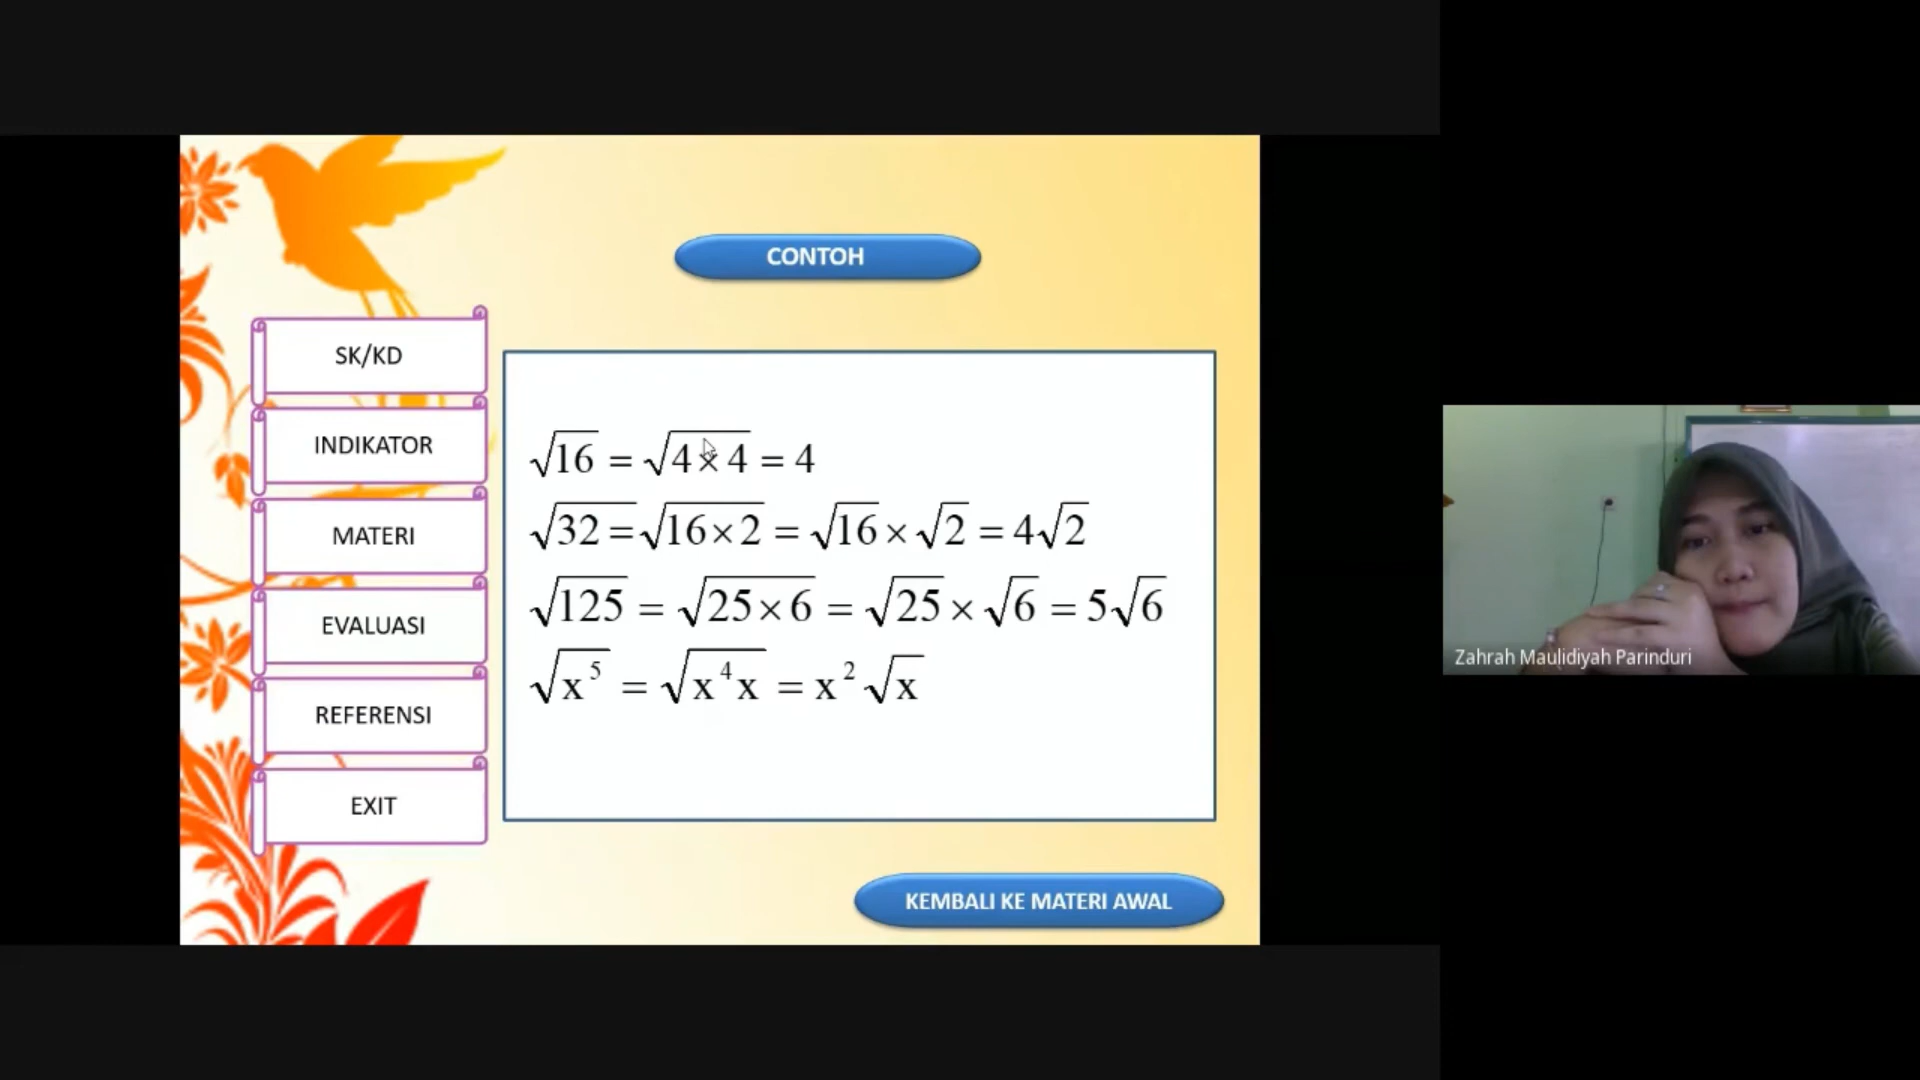 CONTOH
SK/KD
INDIKATOR
MATERI
EVALUASI
REFERENSI
EXIT
√16 = √4×4 = 4
√32 = √16×2 = √16 × √2 = 4√2
√125 = √25×6 = √25 × √6 = 5√6
√x⁵ = √x⁴x = x²√x
KEMBALI KE MATERI AWAL
Zahrah Maulidiyah Parinduri